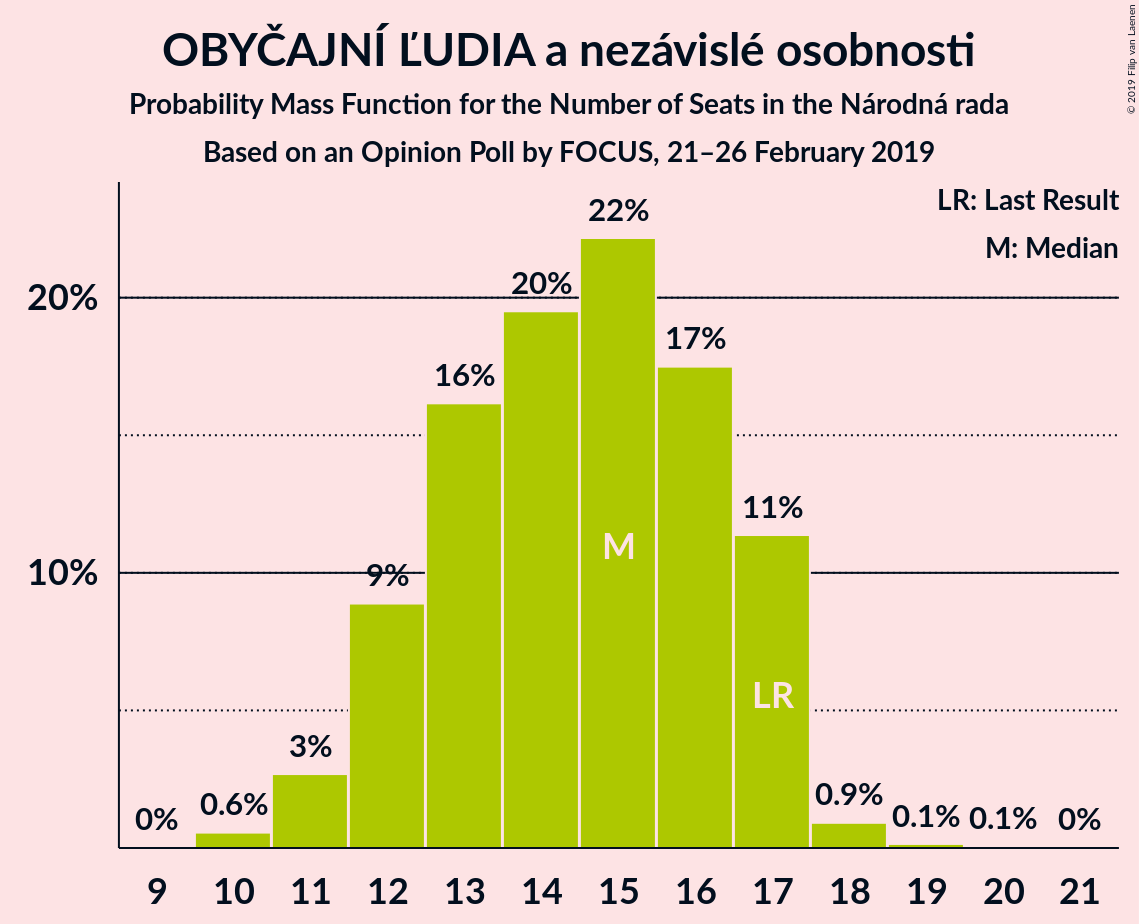 OBYČAJNÍ ĽUDIA a nezávislé osobnosti
Probability Mass Function for the Number of Seats in the Národná rada
Based on an Opinion Poll by FOCUS, 21–26 February 2019
© 2019 Filip van Laenen
LR: Last Result
M: Median
20%
10%
0%
0.6%
3%
9%
16%
20%
22%
17%
11%
0.9%
0.1%
0.1%
0%
M
LR
9 10 11 12 13 14 15 16 17 18 19 20 21